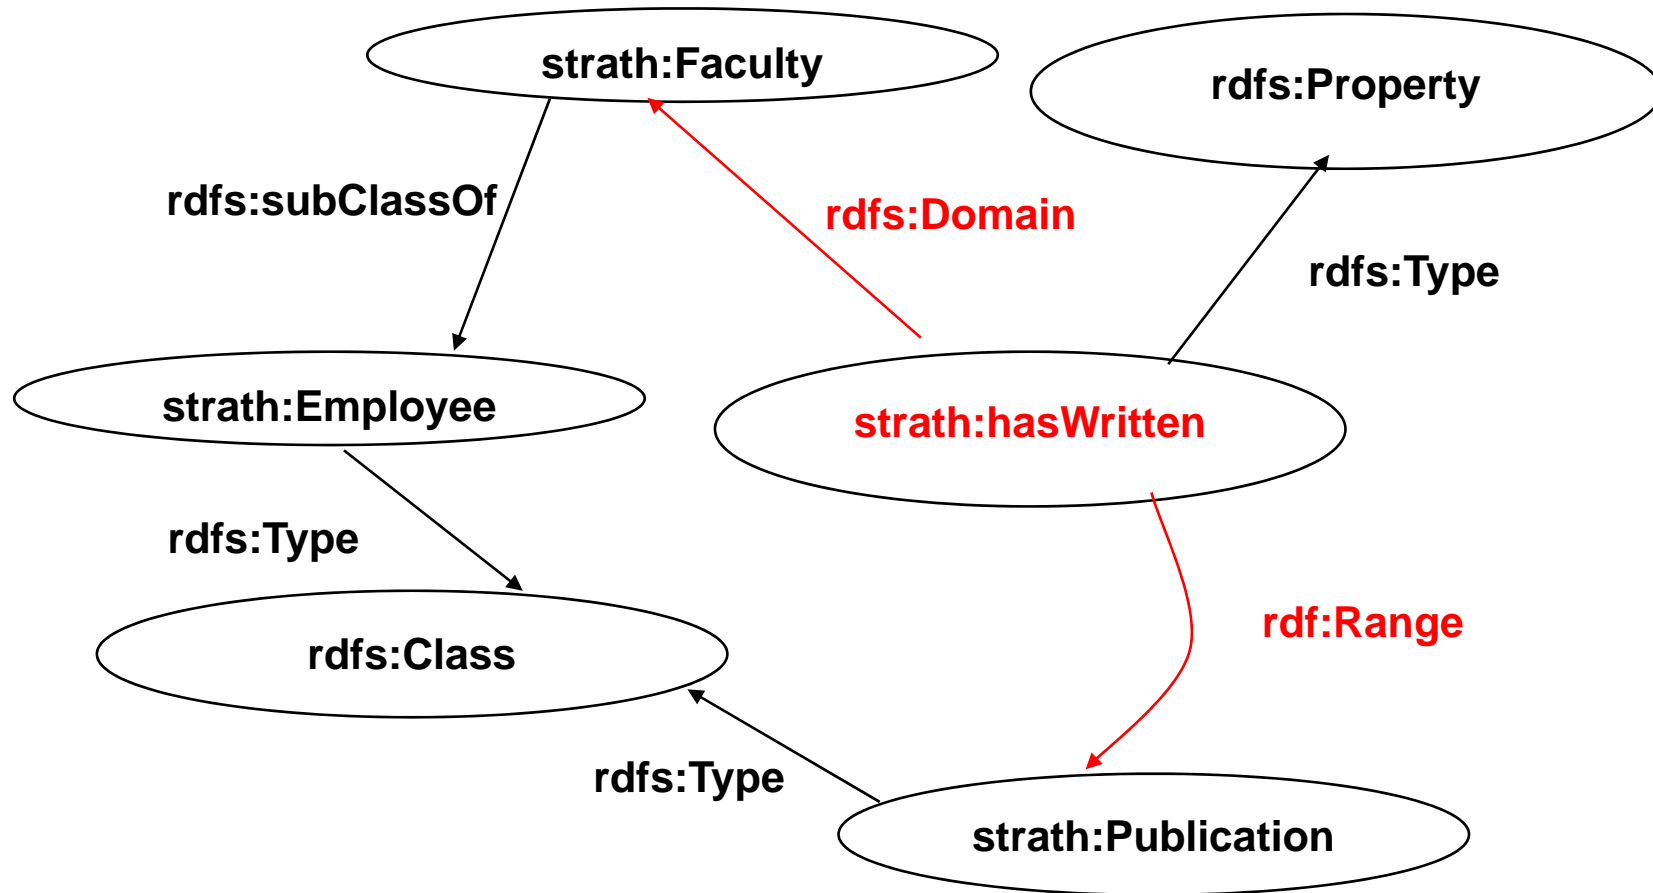 strath:Faculty
rdfs:Property
rdfs:subClassOf
rdfs:Domain
rdfs:Type
strath:Employee
strath:hasWritten
rdfs:Type
rdf:Range
rdfs:Class
rdfs:Type
strath:Publication